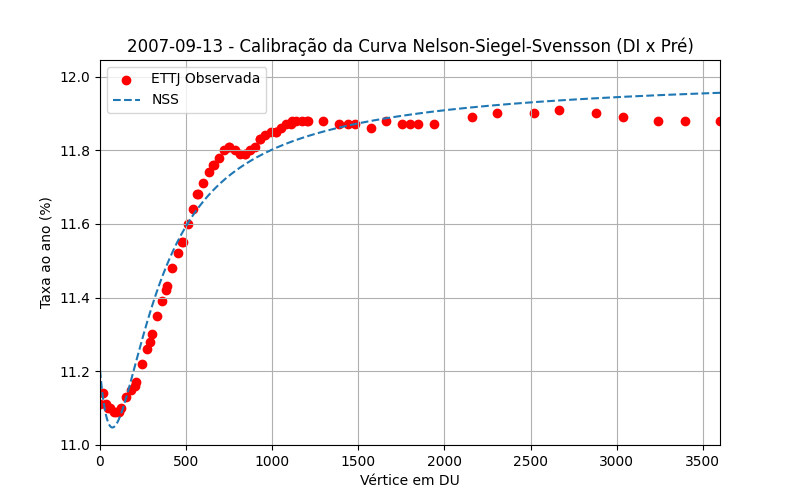 2007-09-13 - Calibração da Curva Nelson-Siegel-Svensson (DI x Pré)
ETTJ Observada
NSS
Taxa ao ano (%)
12.0
11.8
11.6
11.4
11.2
11.0
0 500 1000 1500 2000 2500 3000 3500
Vértice em DU